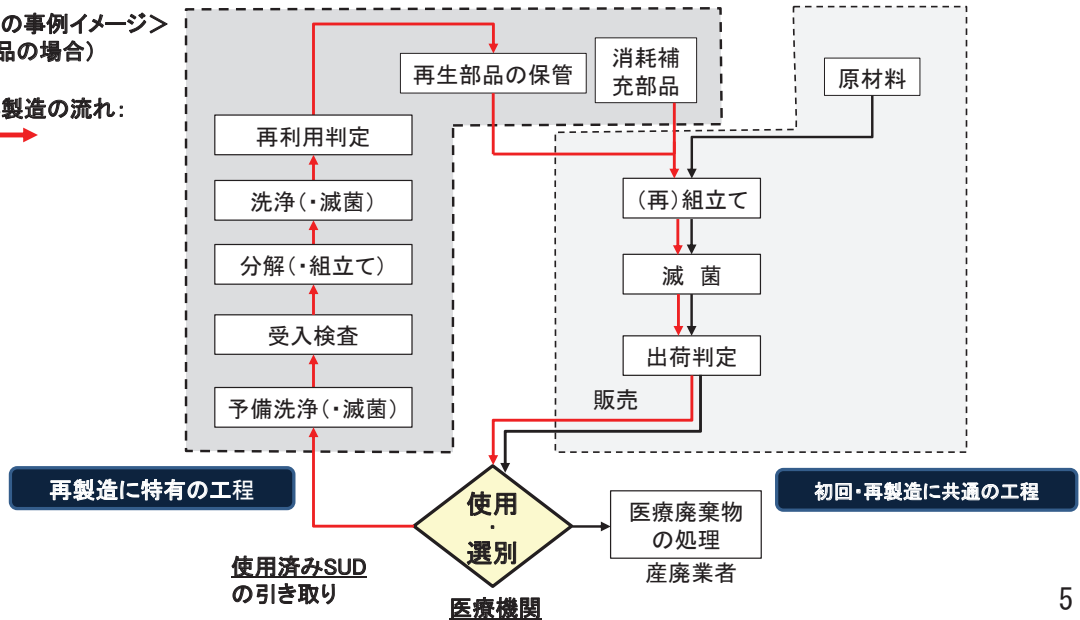 の事例イメージ>
品の場合）
製造の流れ：
再生部品の保管
消耗補
充部品
原材料
再利用判定
洗浄（・滅菌）
分解（・組立て）
受入検査
予備洗浄（・滅菌）
（再）組立て
滅　菌
出荷判定
販売
再製造に特有の工程
初回・再製造に共通の工程
使用
・
選別
医療廃棄物
の処理
産廃業者
使用済みSUD
の引き取り
医療機関
5